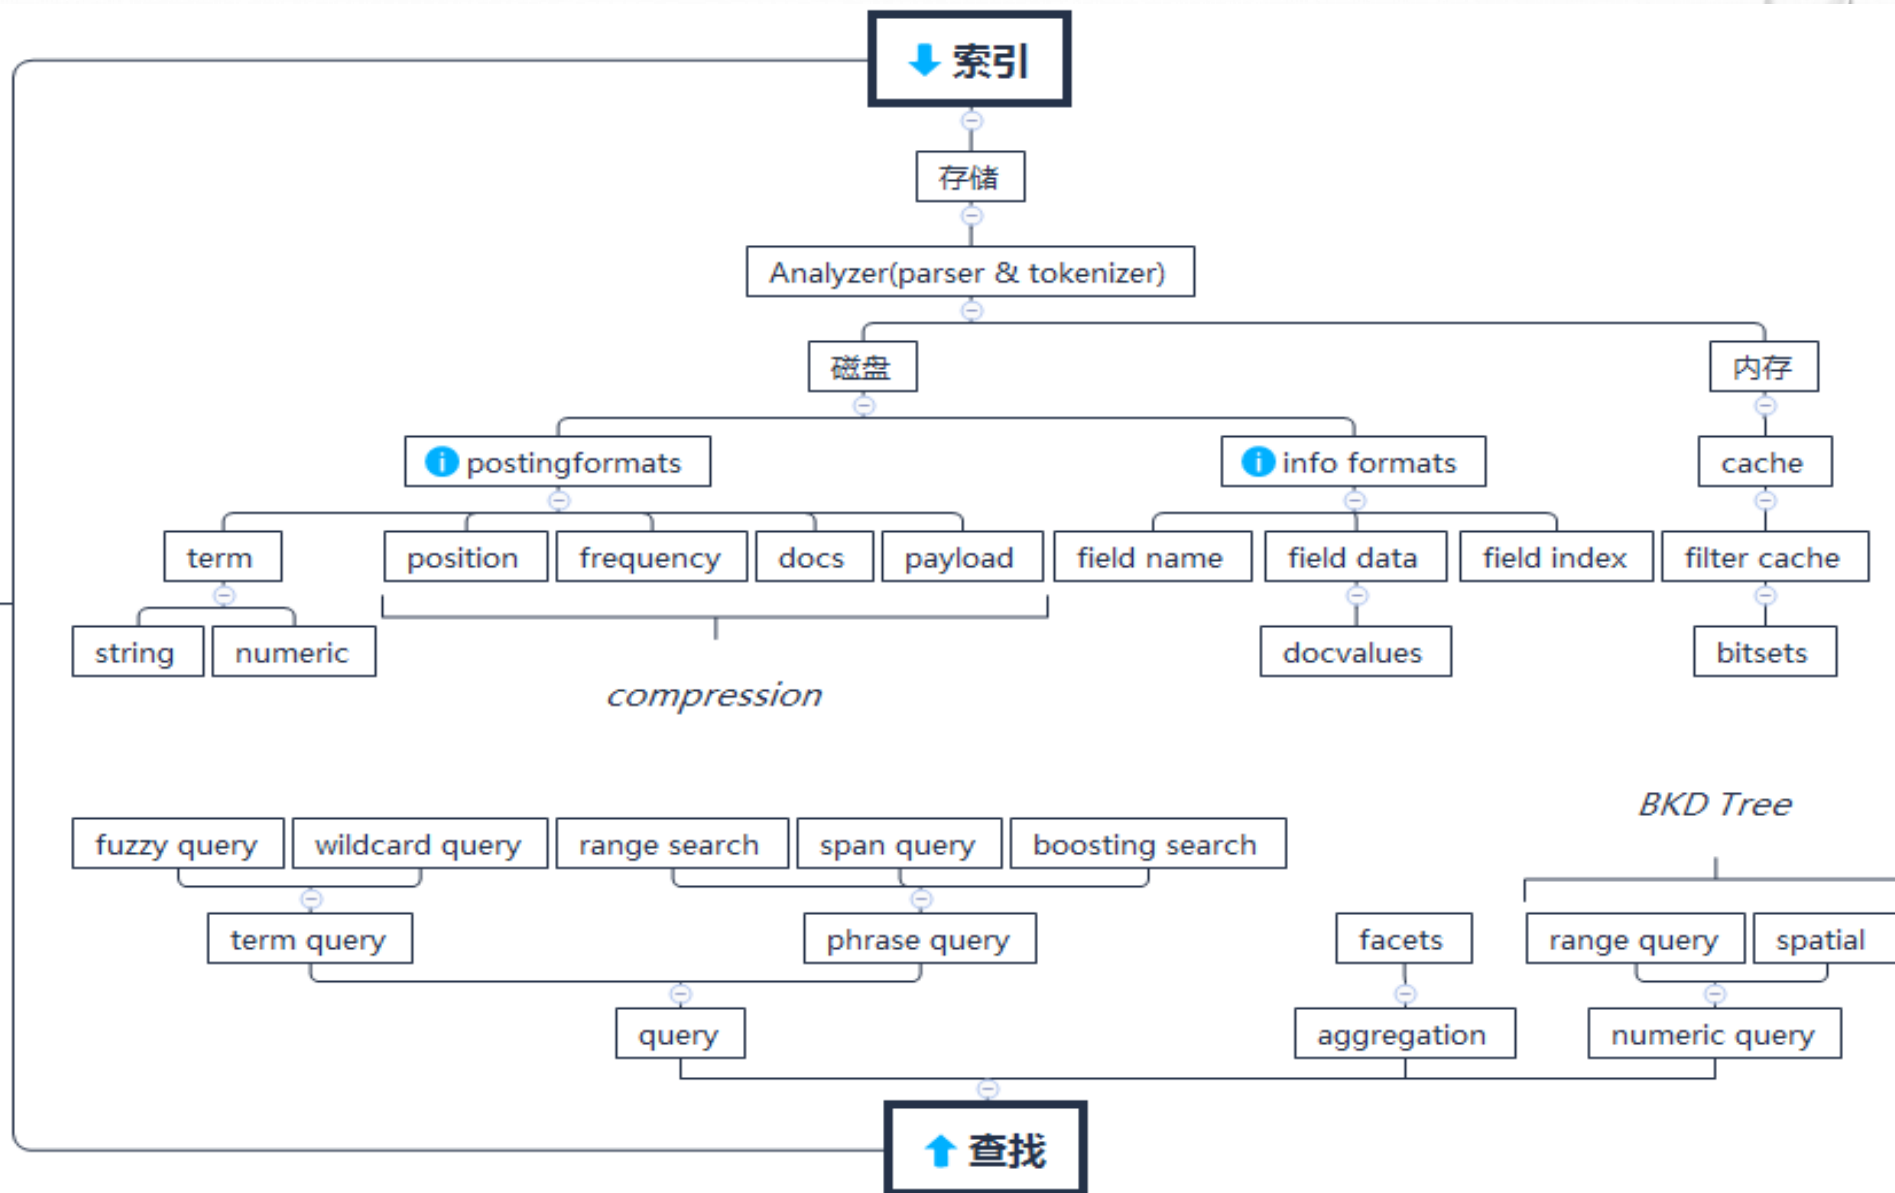 索引
存储
Analyzer(parser & tokenizer)
磁盘
内存
postingformats
info formats
cache
term
position
frequency
docs
payload
field name
field data
field index
filter cache
string
numeric
docvalues
bitsets
compression
BKD Tree
fuzzy query
wildcard query
range search
span query
boosting search
term query
phrase query
facets
range query
spatial
query
aggregation
numeric query
查找